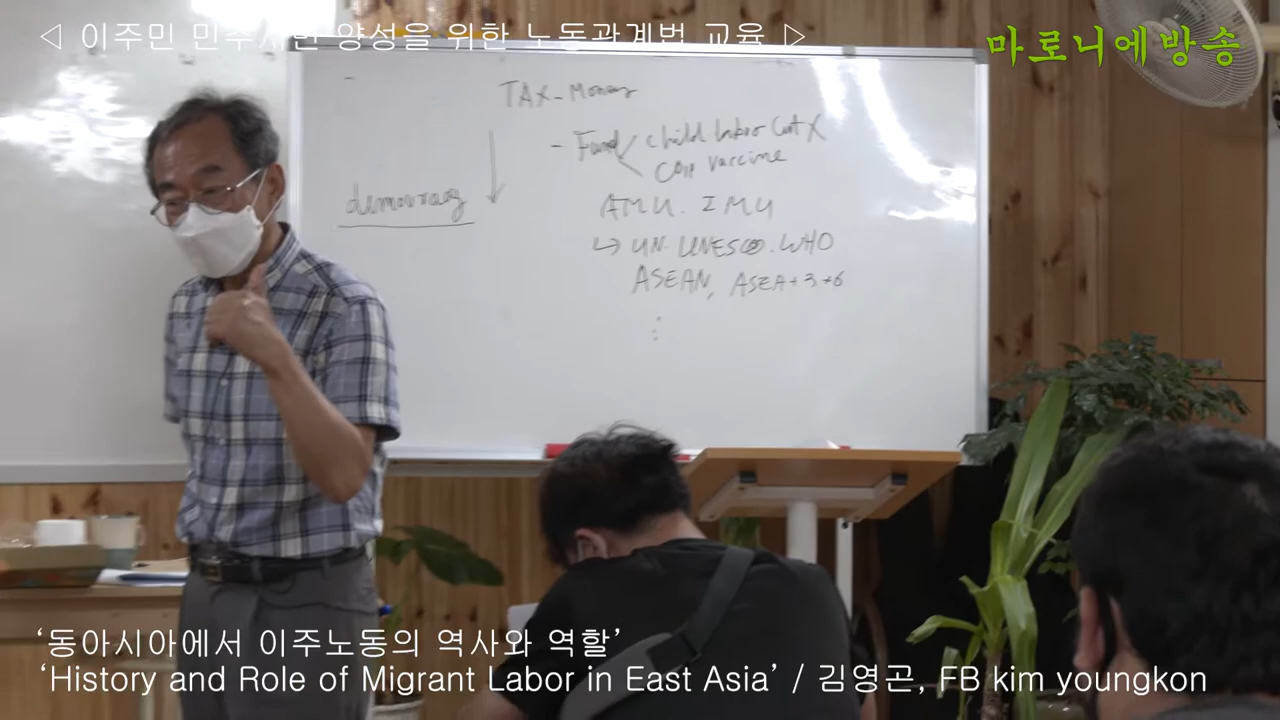 ◁ 이주민 민주시민 양성을 위한 노동관계법 교육 ▷
마로니에방송
TAX - Money
- Fund child labor cut X
vaccine
democracy
AMU. IMU
↳ UN. UNESCO. WHO
ASEAN, ASEA+3+6
:
‘동아시아에서 이주노동의 역사와 역할’
‘History and Role of Migrant Labor in East Asia’ / 김영곤, FB kim youngkon